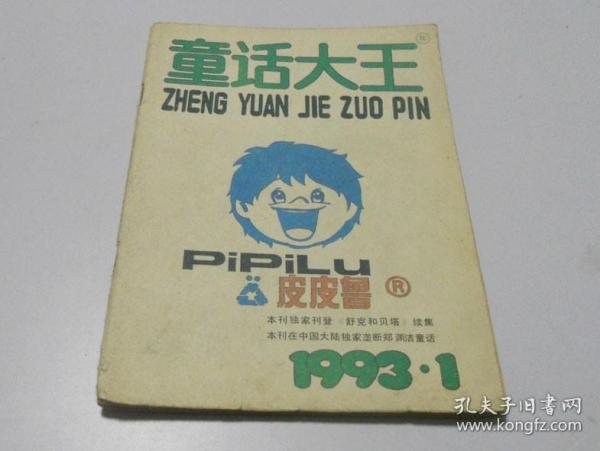 童话大王
ZHENG YUAN JIE ZUO PIN
PiPiLu
皮皮鲁 ®
本刊独家刊登《舒克和贝塔》续集
本刊在中国大陆独家垄断郑渊洁童话
1993·1
孔夫子旧书网
www.kongfz.com